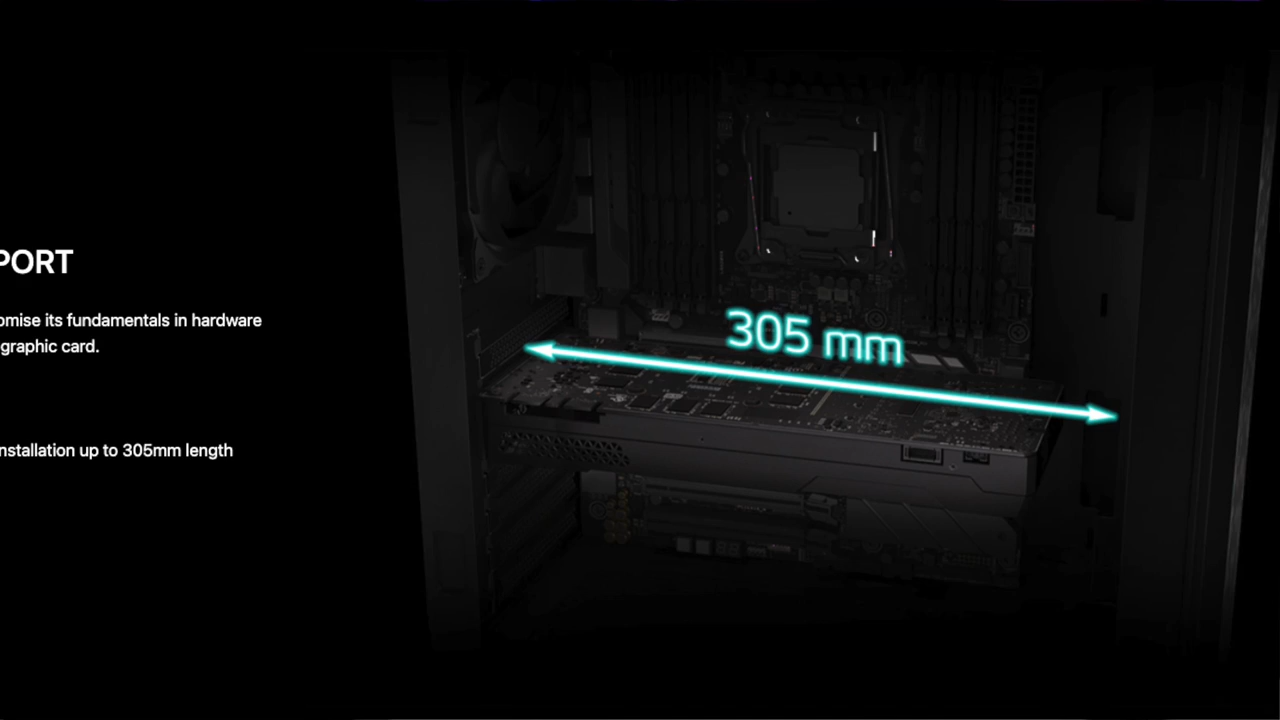 PORT
omise its fundamentals in hardware
graphic card.
nstallation up to 305mm length
305 mm